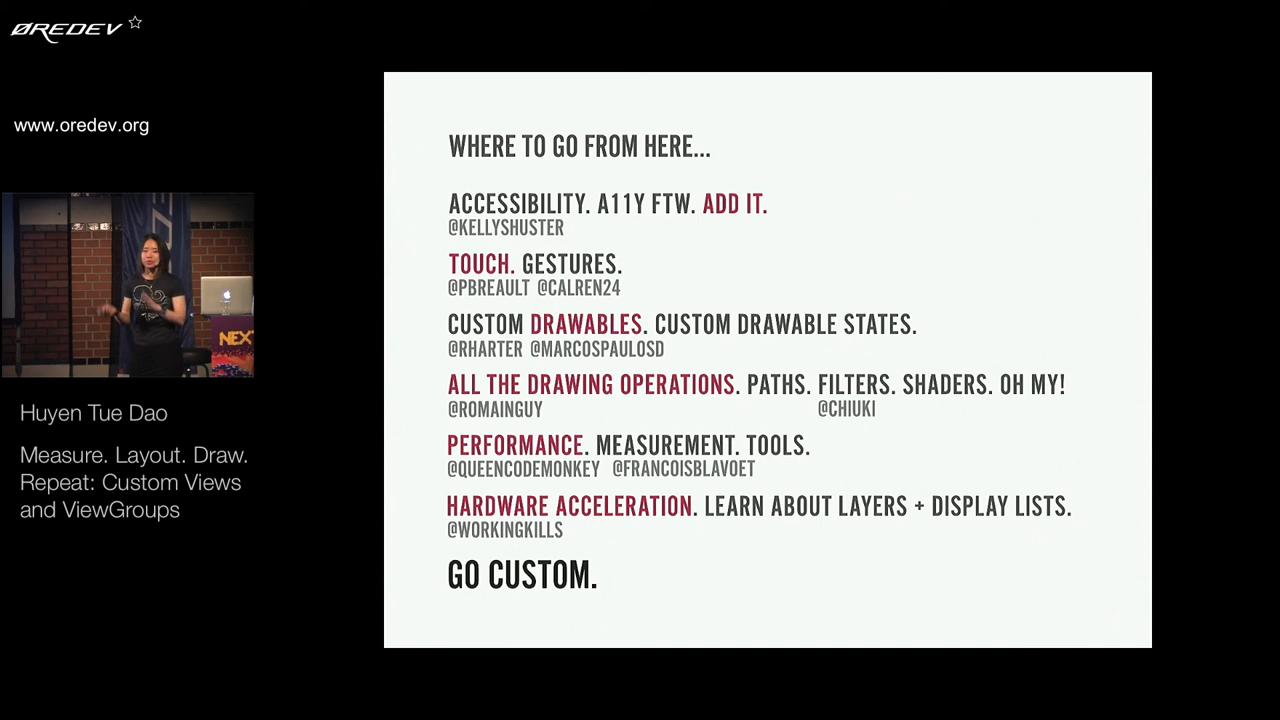 ØREDEV
www.oredev.org
NEXT
Huyen Tue Dao
Measure. Layout. Draw.
Repeat: Custom Views
and ViewGroups
WHERE TO GO FROM HERE...
ACCESSIBILITY. A11Y FTW. ADD IT.
@KELLYSHUSTER
TOUCH. GESTURES.
@PBREAULT @CALREN24
CUSTOM DRAWABLES. CUSTOM DRAWABLE STATES.
@RHARTER @MARCOSPAULOSD
ALL THE DRAWING OPERATIONS. PATHS. FILTERS. SHADERS. OH MY!
@ROMAINGUY @CHIUKI
PERFORMANCE. MEASUREMENT. TOOLS.
@QUEENCODEMONKEY @FRANCOISBLAVOET
HARDWARE ACCELERATION. LEARN ABOUT LAYERS + DISPLAY LISTS.
@WORKINGKILLS
GO CUSTOM.